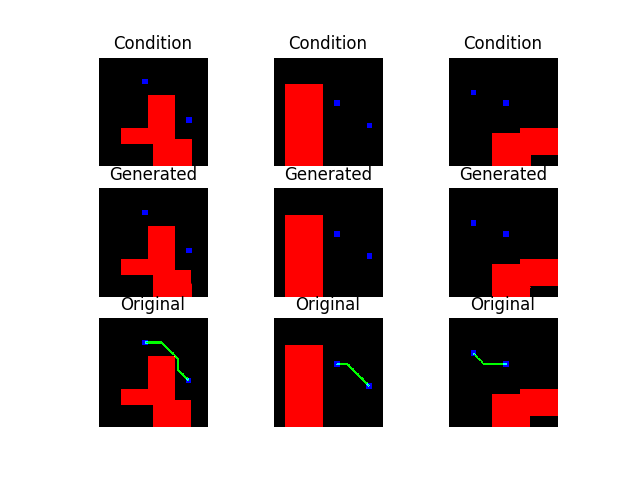 Condition Condition Condition
Generated Generated Generated
Original Original Original